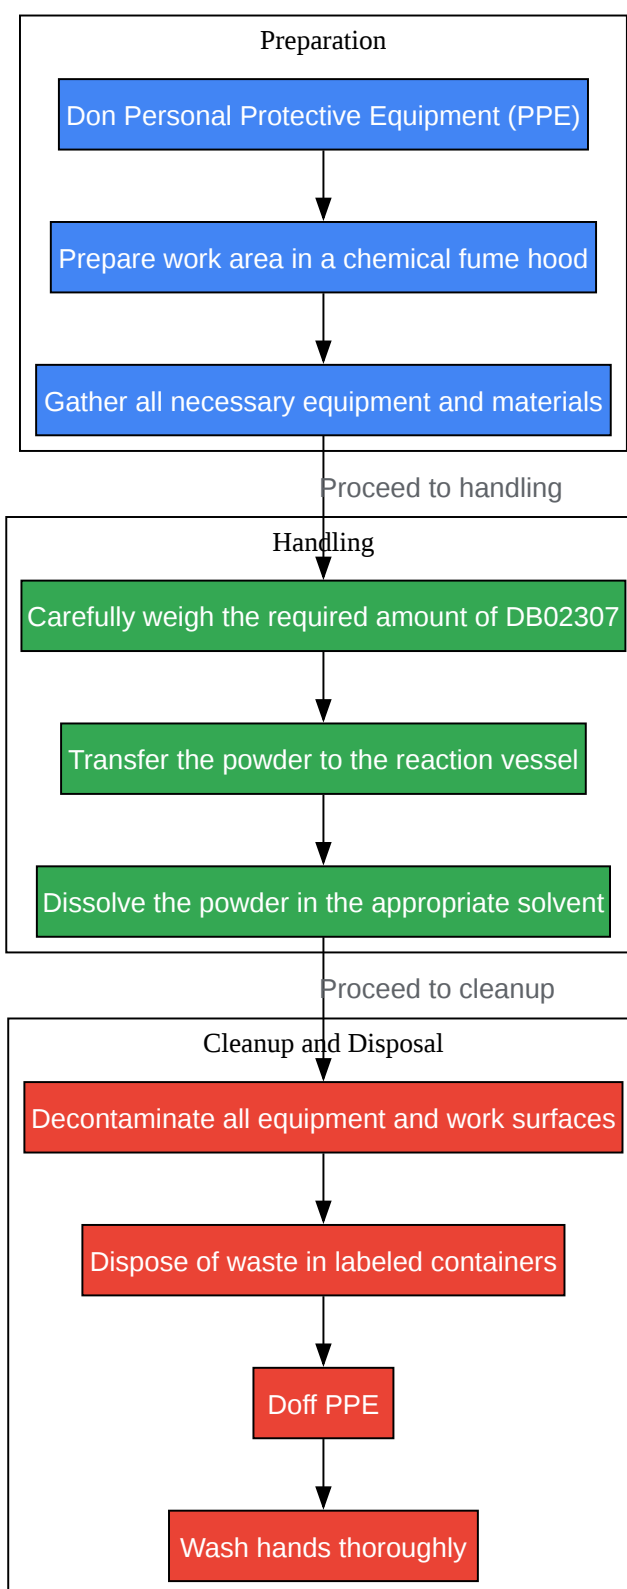 Preparation
Don Personal Protective Equipment (PPE)
Prepare work area in a chemical fume hood
Gather all necessary equipment and materials
Proceed to handling
Handling
Carefully weigh the required amount of DB02307
Transfer the powder to the reaction vessel
Dissolve the powder in the appropriate solvent
Proceed to cleanup
Cleanup and Disposal
Decontaminate all equipment and work surfaces
Dispose of waste in labeled containers
Doff PPE
Wash hands thoroughly